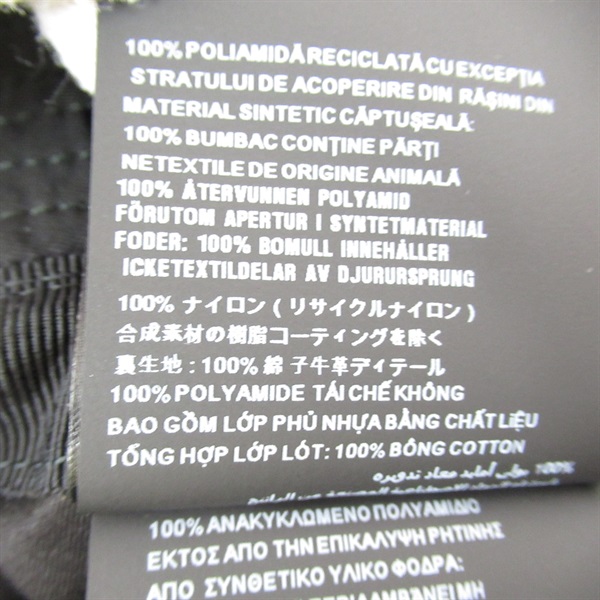 100% POLIAMIDĂ RECICLATĂ CU EXCEPȚIA
STRATULUI DE ACOPERIRE DIN RĂȘINI DIN
MATERIAL SINTETIC CĂPTUȘEALĂ:
100% BUMBAC CONȚINE PĂRȚI
NETEXTILE DE ORIGINE ANIMALĂ
100% ÅTERVUNNEN POLYAMID
FÖRUTOM APERTUR I SYNTETMATERIAL
FODER: 100% BOMULL INNEHÅLLER
ICKETEXTILDELAR AV DJURURSPRUNG
100% ナイロン ( リサイクルナイロン )
合成素材の樹脂コーティングを除く
裏生地 : 100% 綿 子牛革ディテール
100% POLYAMIDE TÁI CHẾ KHÔNG
BAO GỒM LỚP PHỦ NHỰA BẰNG CHẤT LIỆU
TỔNG HỢP LỚP LÓT: 100% BÔNG COTTON
100%
100% ΑΝΑΚΥΚΛΩΜΕΝΟ ΠΟΛΥΑΜΙΔΙΟ
ΕΚΤΟΣ ΑΠΟ ΤΗΝ ΕΠΙΚΑΛΥΨΗ ΡΗΤΙΝΗΣ
ΑΠΟ ΣΥΝΘΕΤΙΚΟ ΥΛΙΚΟ ΦΟΔΡΑ: